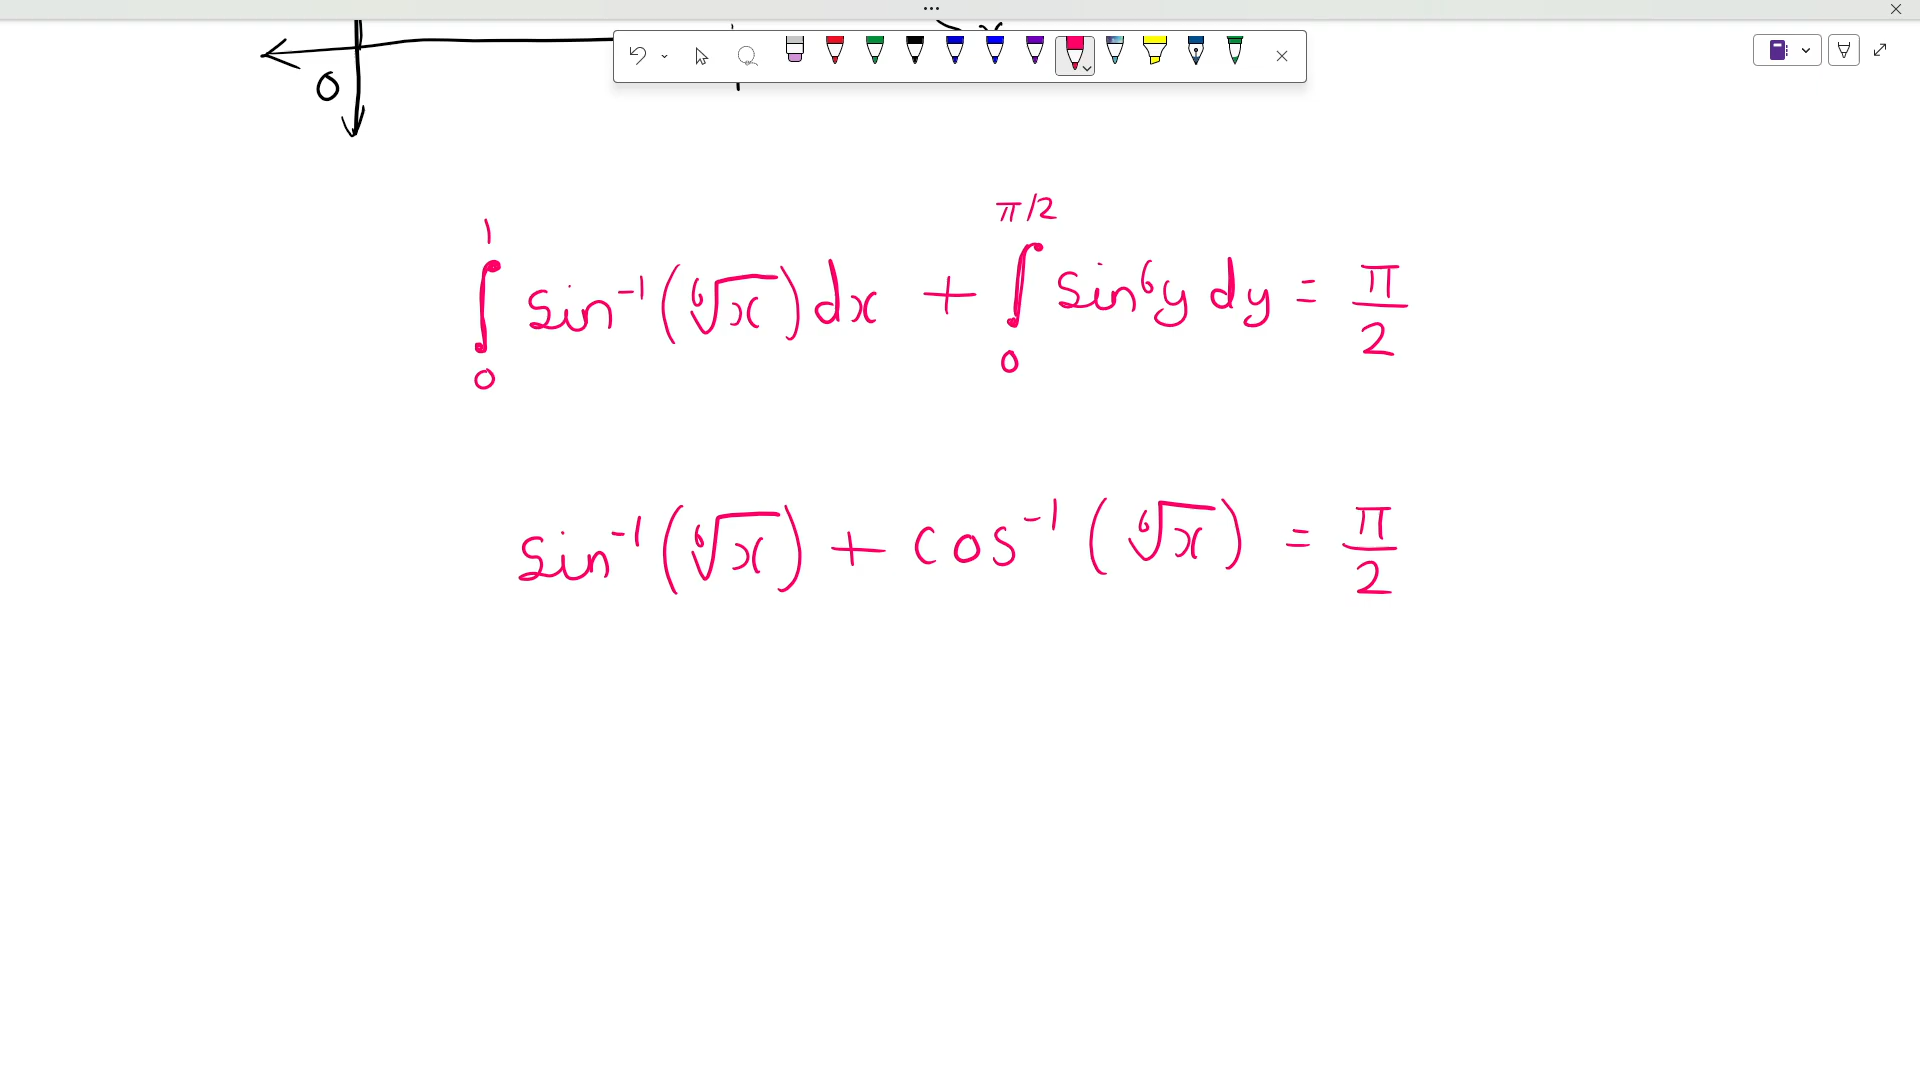 0
∫₀¹ sin⁻¹(⁶√x) dx + ∫₀^{π/2} sin⁶y dy = π/2
sin⁻¹(⁶√x) + cos⁻¹(⁶√x) = π/2